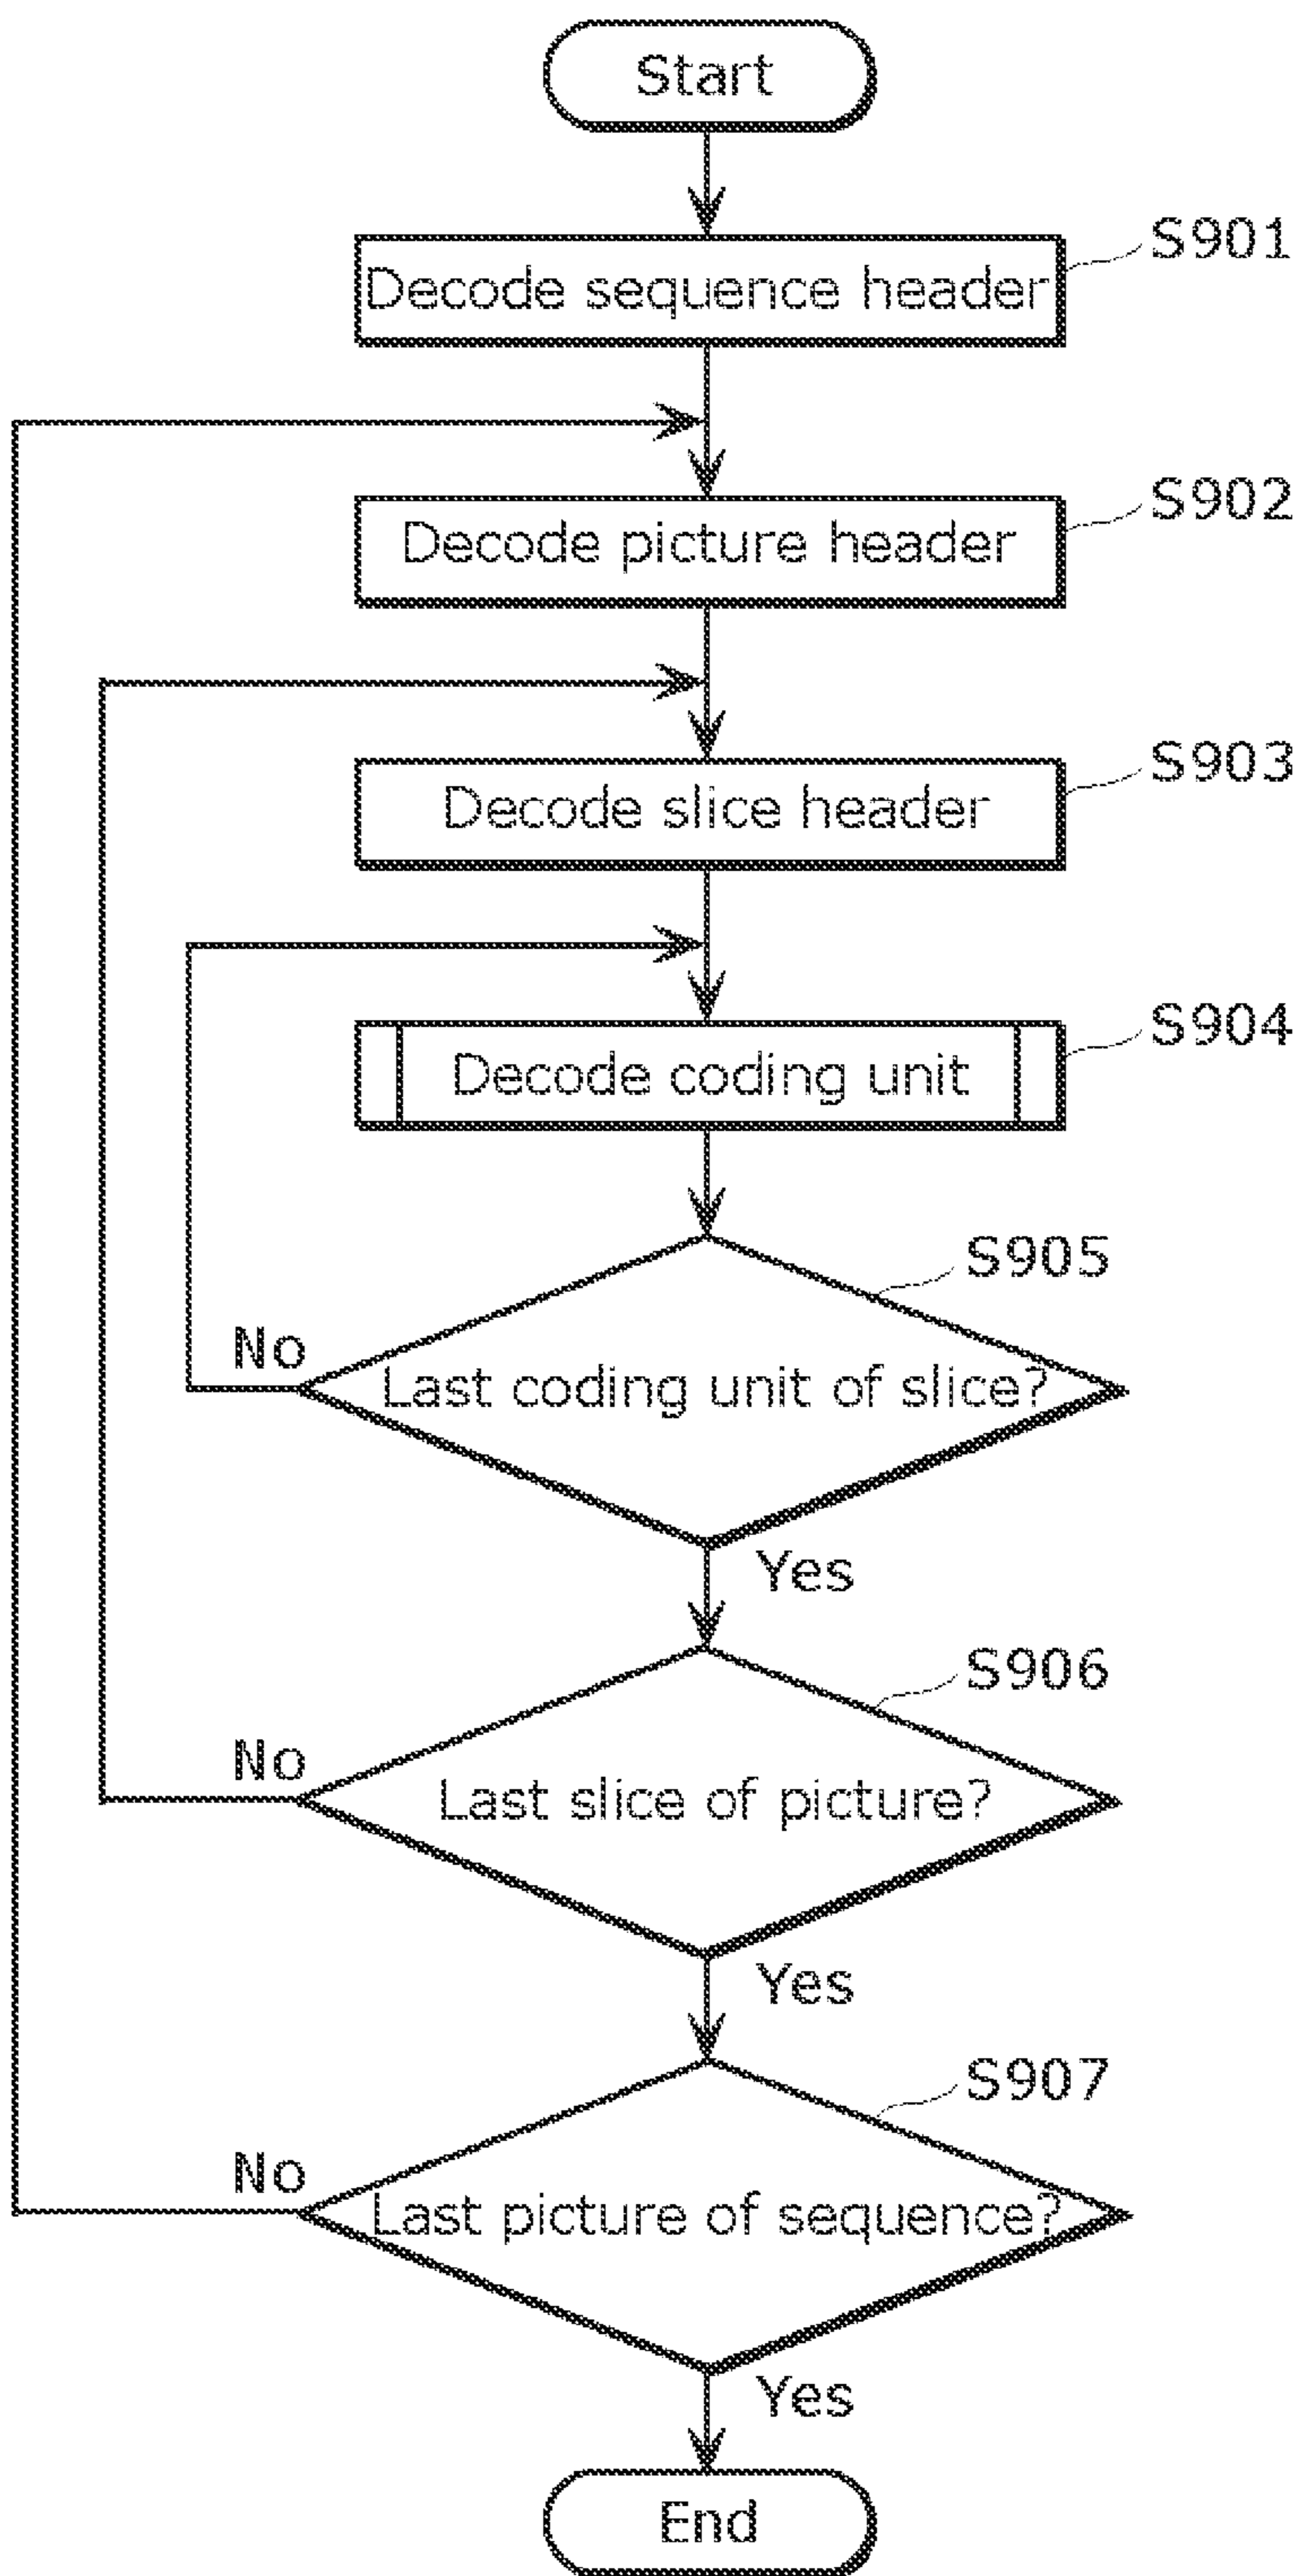 Start
S901
Decode sequence header
S902
Decode picture header
S903
Decode slice header
S904
Decode coding unit
S905
No
Last coding unit of slice?
Yes
S906
No
Last slice of picture?
Yes
S907
No
Last picture of sequence?
Yes
End